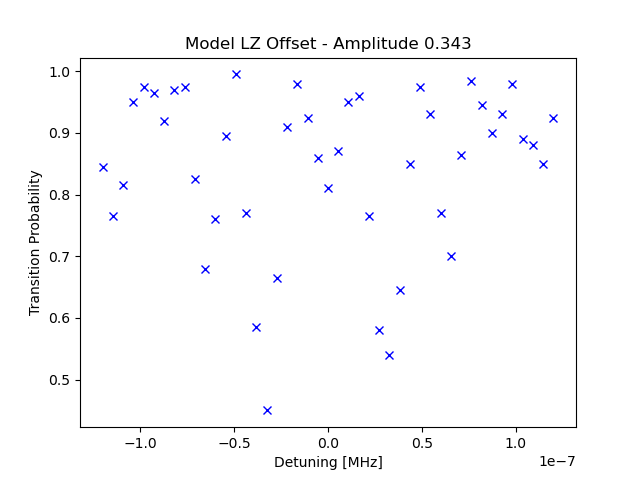 Model LZ Offset - Amplitude 0.343
1.0
0.9
0.8
0.7
0.6
0.5
Transition Probability
−1.0 −0.5 0.0 0.5 1.0
1e−7
Detuning [MHz]